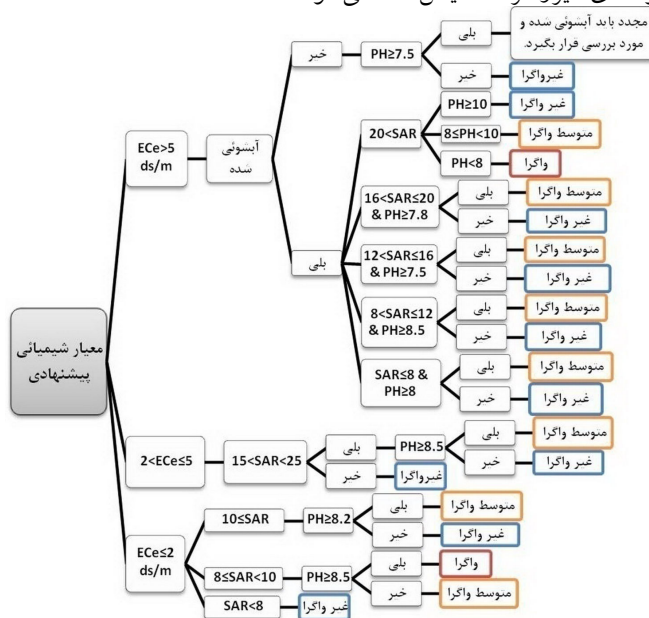 مجدد باید آبشوئی شده و
مورد بررسی قرار بگیرد.
بلی
خیر
PH≥7.5
خیر
غیرواگرا
PH≥10
غیر واگرا
20<SAR
8≤PH<10
متوسط واگرا
ECe>5
ds/m
آبشوئی
شده
PH<8
واگرا
16<SAR≤20
& PH≥7.8
بلی
متوسط واگرا
خیر
غیر واگرا
بلی
12<SAR≤16
& PH≥7.5
بلی
متوسط واگرا
خیر
غیر واگرا
8<SAR≤12
& PH≥8.5
بلی
متوسط واگرا
خیر
غیر واگرا
SAR≤8 &
PH≥8
بلی
متوسط واگرا
خیر
غیر واگرا
معیار شیمیائی
پیشنهادی
2<ECe≤5
15<SAR<25
بلی
PH≥8.5
بلی
متوسط واگرا
خیر
غیر واگرا
خیر
غیرواگرا
ECe≤2
ds/m
10≤SAR
PH≥8.2
بلی
متوسط واگرا
خیر
غیر واگرا
8≤SAR<10
PH≥8.5
بلی
واگرا
خیر
متوسط واگرا
SAR<8
غیر واگرا